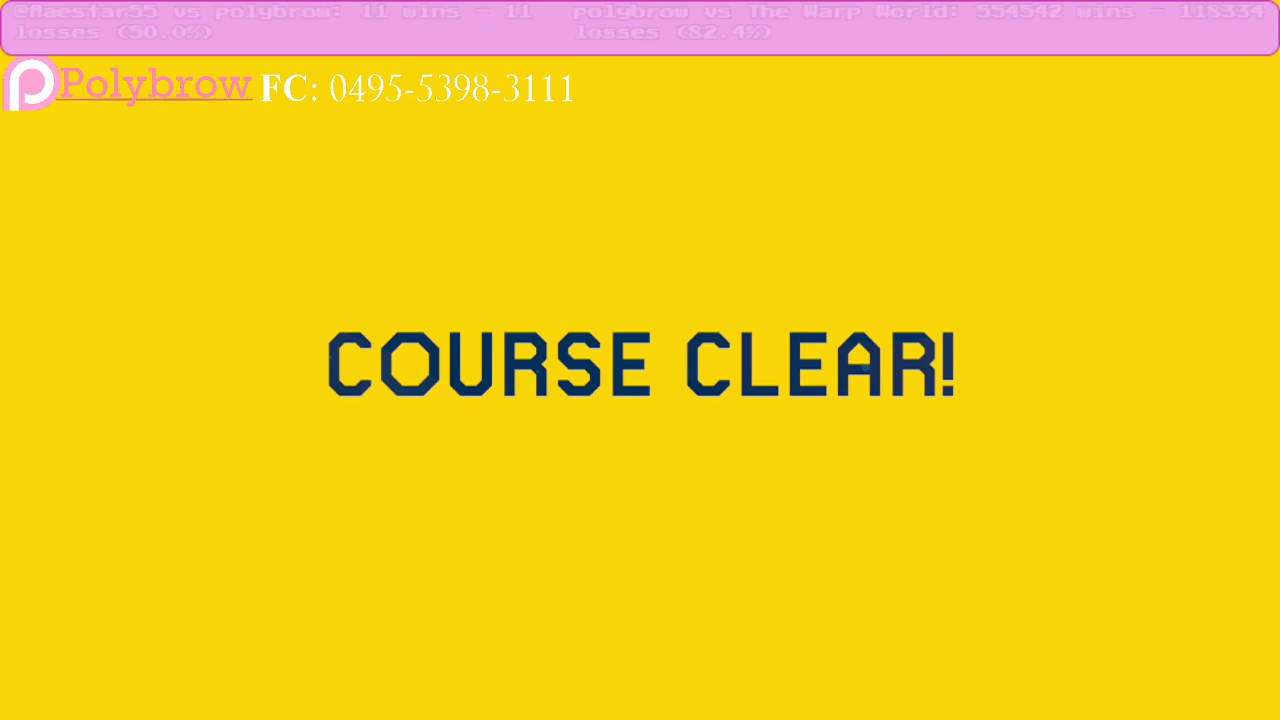 @flaestar55 vs polybrow: 11 wins - 11 losses (50.0%)
polybrow vs The Warp World: 554542 wins - 118334 losses (82.4%)
Polybrow FC: 0495-5398-3111
COURSE CLEAR!